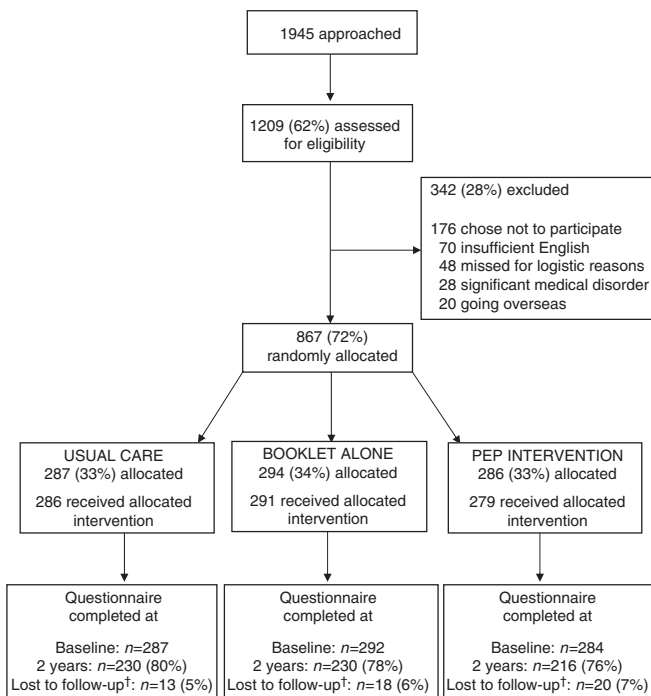 1945 approached
1209 (62%) assessed
for eligibility
342 (28%) excluded
176 chose not to participate
70 insufficient English
48 missed for logistic reasons
28 significant medical disorder
20 going overseas
867 (72%)
randomly allocated
USUAL CARE
287 (33%) allocated
286 received allocated
intervention
BOOKLET ALONE
294 (34%) allocated
291 received allocated
intervention
PEP INTERVENTION
286 (33%) allocated
279 received allocated
intervention
Questionnaire
completed at
Baseline: n=287
2 years: n=230 (80%)
Lost to follow-up†: n=13 (5%)
Questionnaire
completed at
Baseline: n=292
2 years: n=230 (78%)
Lost to follow-up†: n=18 (6%)
Questionnaire
completed at
Baseline: n=284
2 years: n=216 (76%)
Lost to follow-up†: n=20 (7%)